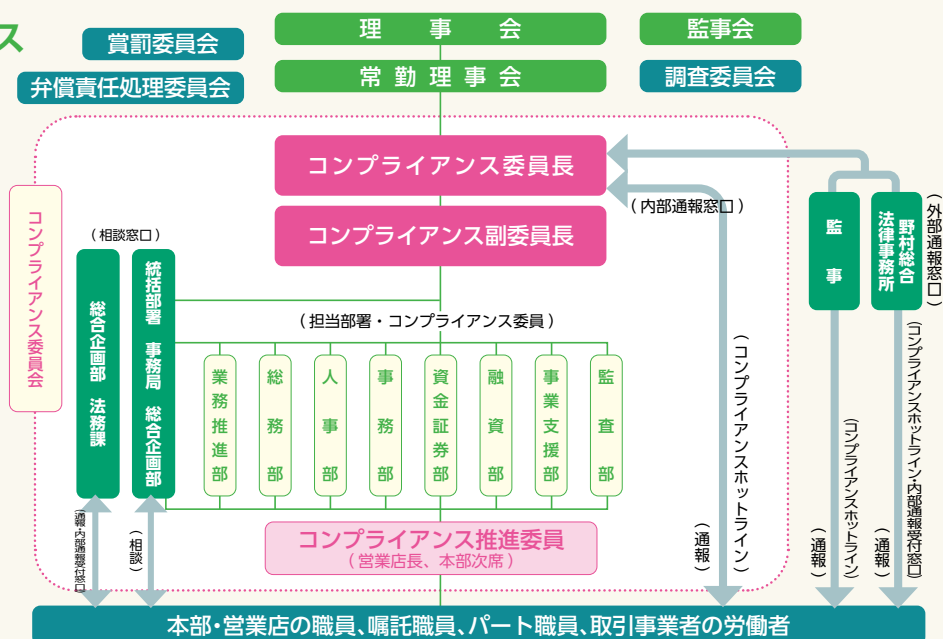 ス
賞罰委員会
理事会
監事会
弁償責任処理委員会
常勤理事会
調査委員会
コンプライアンス委員長
コンプライアンス副委員長
(内部通報窓口)
コンプライアンス委員会
(相談窓口)
総合企画部 法務課
統括部署 事務局 総合企画部
(担当部署・コンプライアンス委員)
業務推進部
総務部
人事部
事務部
資金証券部
融資部
事業支援部
監査部
コンプライアンス推進委員
(営業店長、本部次席)
(通報・内部通報受付窓口)
(相談)
(通報)
(コンプライアンスホットライン)
監事
野村総合
法律事務所
(外部通報窓口)
(通報)
(コンプライアンスホットライン)
(通報)
(コンプライアンスホットライン・内部通報受付窓口)
本部・営業店の職員、嘱託職員、パート職員、取引事業者の労働者